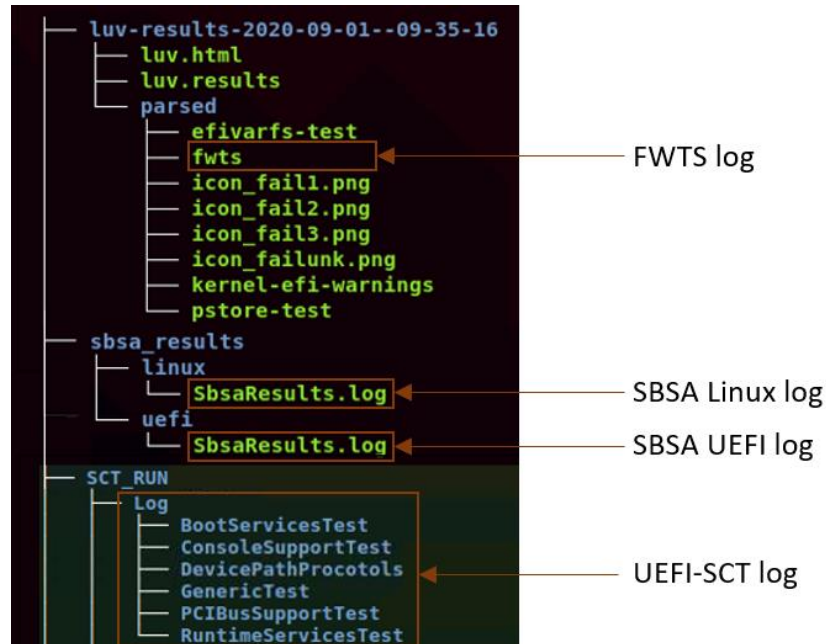 luv-results-2020-09-01--09-35-16
luv.html
luv.results
parsed
efivarfs-test
fwts
FWTS log
icon_fail1.png
icon_fail2.png
icon_fail3.png
icon_failunk.png
kernel-efi-warnings
pstore-test
sbsa_results
linux
SbsaResults.log
SBSA Linux log
uefi
SbsaResults.log
SBSA UEFI log
SCT_RUN
Log
BootServicesTest
ConsoleSupportTest
DevicePathProcotols
UEFI-SCT log
GenericTest
PCIBusSupportTest
RuntimeServicesTest